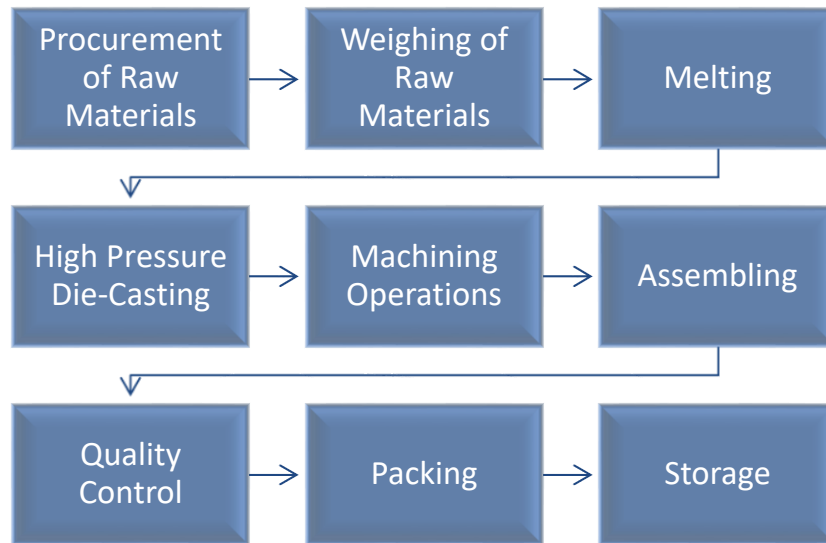 Procurement
of Raw
Materials
Weighing of
Raw
Materials
Melting
High Pressure
Die-Casting
Machining
Operations
Assembling
Quality
Control
Packing
Storage